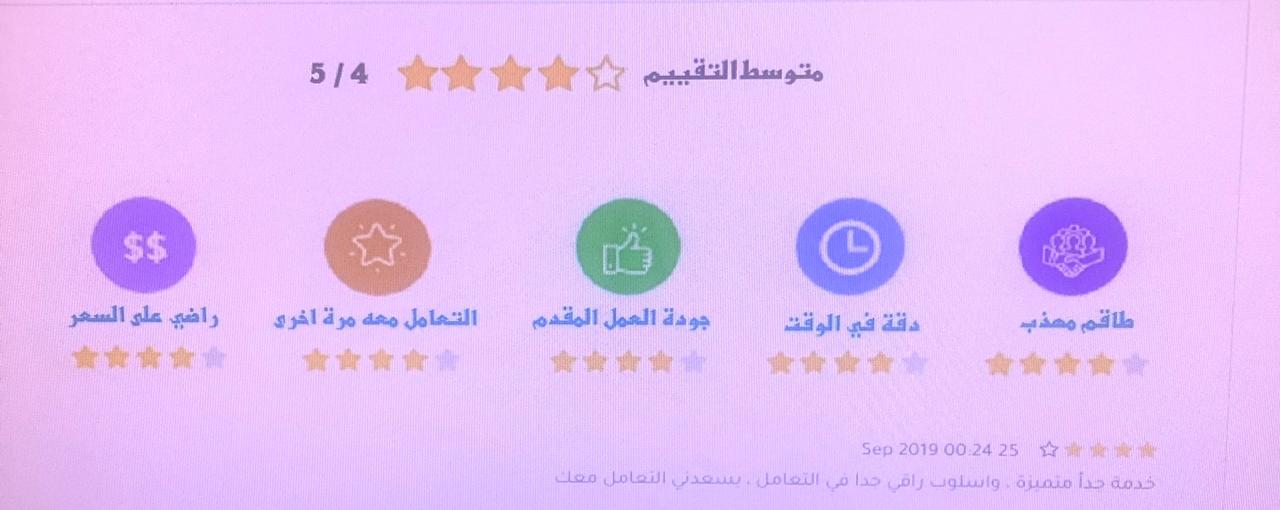 متوسط التقييم 5 / 4
طاقم مهذب
دقة في الوقت
جودة العمل المقدم
التعامل معه مرة اخرى
راضي على السعر
$$
25 Sep 2019 00:24
خدمة جداً متميزة . واسلوب راقي جدا في التعامل . يسعدني التعامل معك